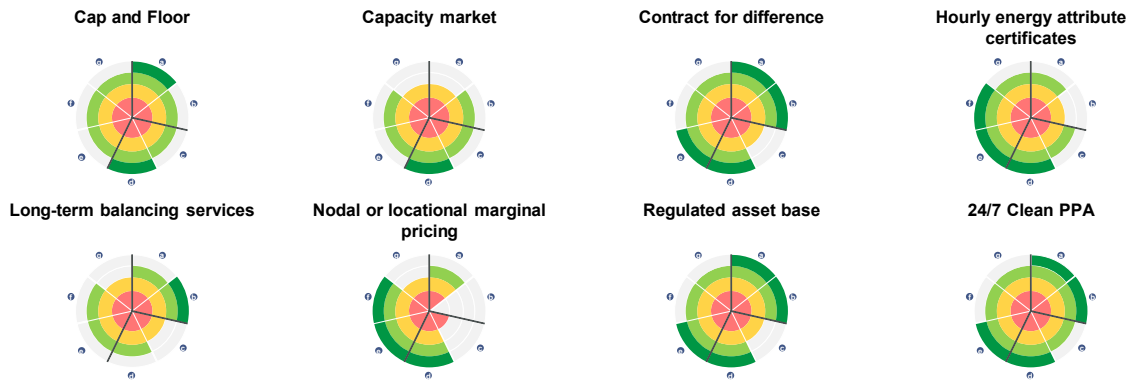 Cap and Floor
Capacity market
Contract for difference
Hourly energy attribute
certificates
g a
g a
g a
g a
f b
f b
f b
f b
e c
e c
e c
e c
d
d
d
d
Long-term balancing services
Nodal or locational marginal
pricing
Regulated asset base
24/7 Clean PPA
g a
g a
g a
g a
f b
f b
f b
f b
e c
e c
e c
e c
d
d
d
d